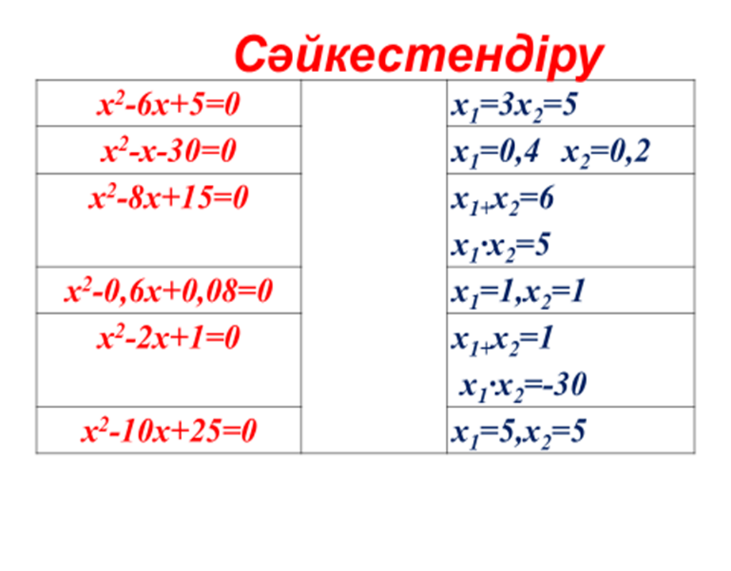 Сәйкестендіру
x²-6x+5=0 x₁=3x₂=5
x²-x-30=0 x₁=0,4 x₂=0,2
x²-8x+15=0 x₁₊x₂=6
x₁·x₂=5
x²-0,6x+0,08=0 x₁=1,x₂=1
x²-2x+1=0 x₁₊x₂=1
x₁·x₂=-30
x²-10x+25=0 x₁=5,x₂=5